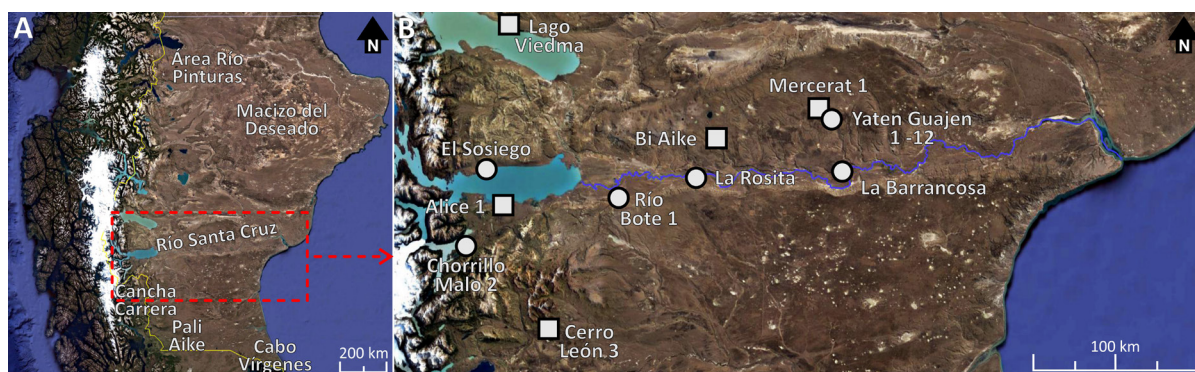 A
N
Área Río
Pinturas
Macizo del
Deseado
Río Santa Cruz
Cancha
Carrera
Pali
Aike
Cabo
Vírgenes
200 km
B
N
Lago
Viedma
Mercerat 1
Yaten Guajen
1 -12
Bi Aike
El Sosiego
La Rosita
La Barrancosa
Alice 1
Río
Bote 1
Chorrillo
Malo 2
Cerro
León 3
100 km